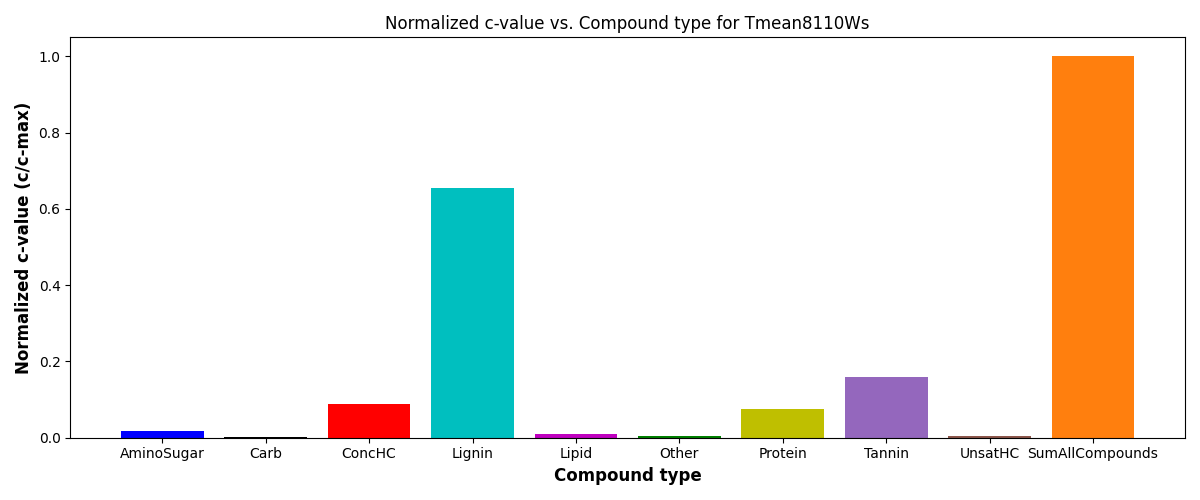 Normalized c-value vs. Compound type for Tmean8110Ws
Normalized c-value (c/c-max)
1.0
0.8
0.6
0.4
0.2
0.0
AminoSugar Carb ConcHC Lignin Lipid Other Protein Tannin UnsatHC SumAllCompounds
Compound type